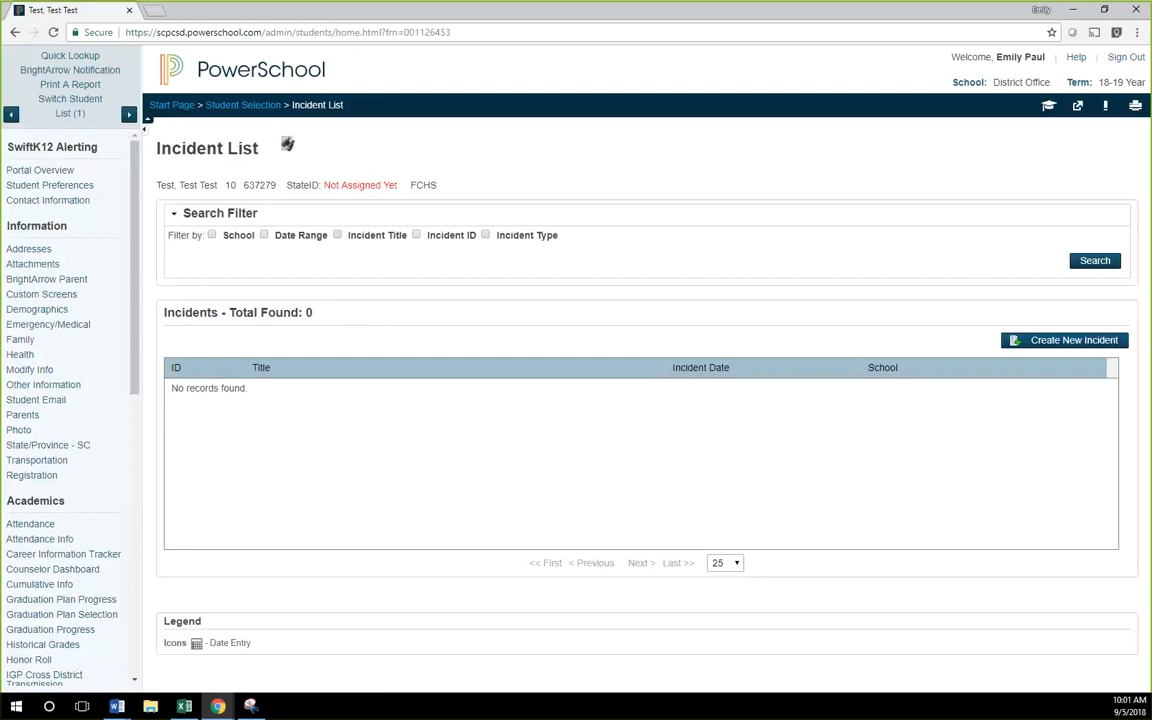 Test, Test Test
Emily
Secure
https://scpcsd.powerschool.com/admin/students/home.html?frn=001126453
Quick Lookup
BrightArrow Notification
Print A Report
Switch Student
List (1)
PowerSchool
Welcome, Emily Paul
Help
Sign Out
School: District Office
Term: 18-19 Year
Start Page > Student Selection > Incident List
SwiftK12 Alerting
Portal Overview
Student Preferences
Contact Information
Information
Addresses
Attachments
BrightArrow Parent
Custom Screens
Demographics
Emergency/Medical
Family
Health
Modify Info
Other Information
Student Email
Parents
Photo
State/Province - SC
Transportation
Registration
Academics
Attendance
Attendance Info
Career Information Tracker
Counselor Dashboard
Cumulative Info
Graduation Plan Progress
Graduation Plan Selection
Graduation Progress
Historical Grades
Honor Roll
IGP Cross District
Transmission
Incident List
Test, Test Test 10 637279 StateID: Not Assigned Yet FCHS
Search Filter
Filter by: School Date Range Incident Title Incident ID Incident Type
Search
Incidents - Total Found: 0
Create New Incident
ID Title Incident Date School
No records found.
<< First < Previous Next > Last >> 25
Legend
Icons - Date Entry
10:01 AM
9/5/2018